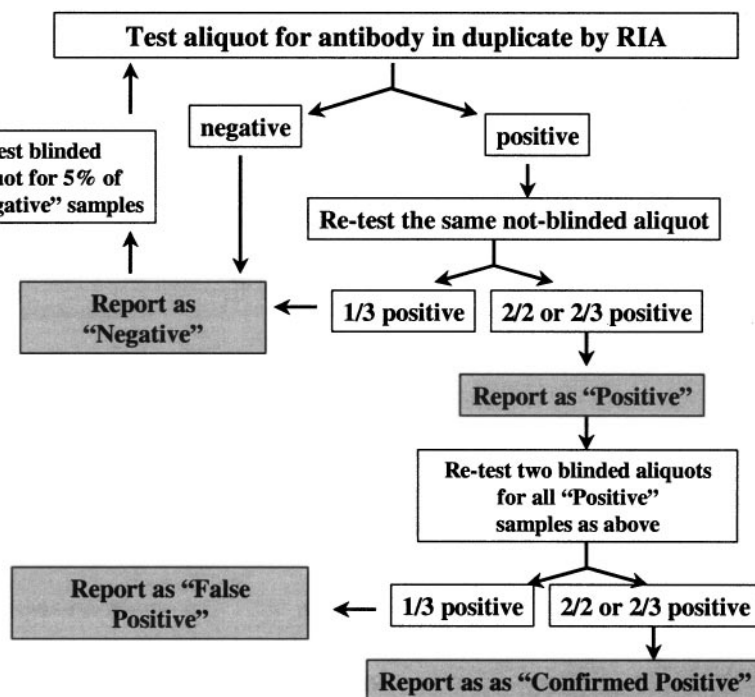 Test aliquot for antibody in duplicate by RIA
negative
positive
est blinded
uot for 5% of
gative” samples
Re-test the same not-blinded aliquot
Report as
“Negative”
1/3 positive
2/2 or 2/3 positive
Report as “Positive”
Re-test two blinded aliquots
for all “Positive”
samples as above
Report as “False
Positive”
1/3 positive
2/2 or 2/3 positive
Report as as “Confirmed Positive”